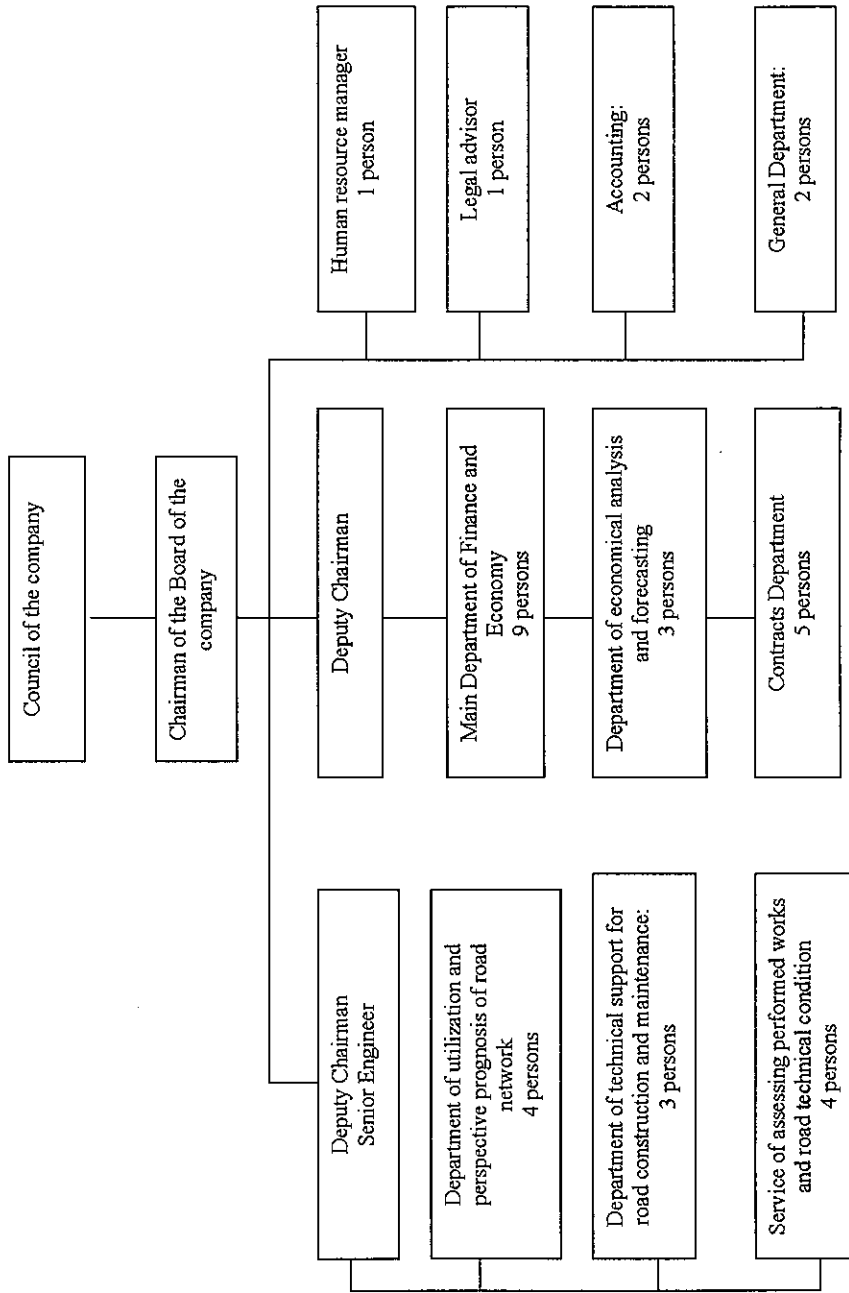 Council of the company
Chairman of the Board of the
company
Deputy Chairman
Senior Engineer
Department of utilization and
perspective prognosis of road
network
4 persons
Department of technical support for
road construction and maintenance:
3 persons
Service of assessing performed works
and road technical condition
4 persons
Deputy Chairman
Main Department of Finance and
Economy
9 persons
Department of economical analysis
and forecasting
3 persons
Contracts Department
5 persons
Human resource manager
1 person
Legal advisor
1 person
Accounting:
2 persons
General Department:
2 persons